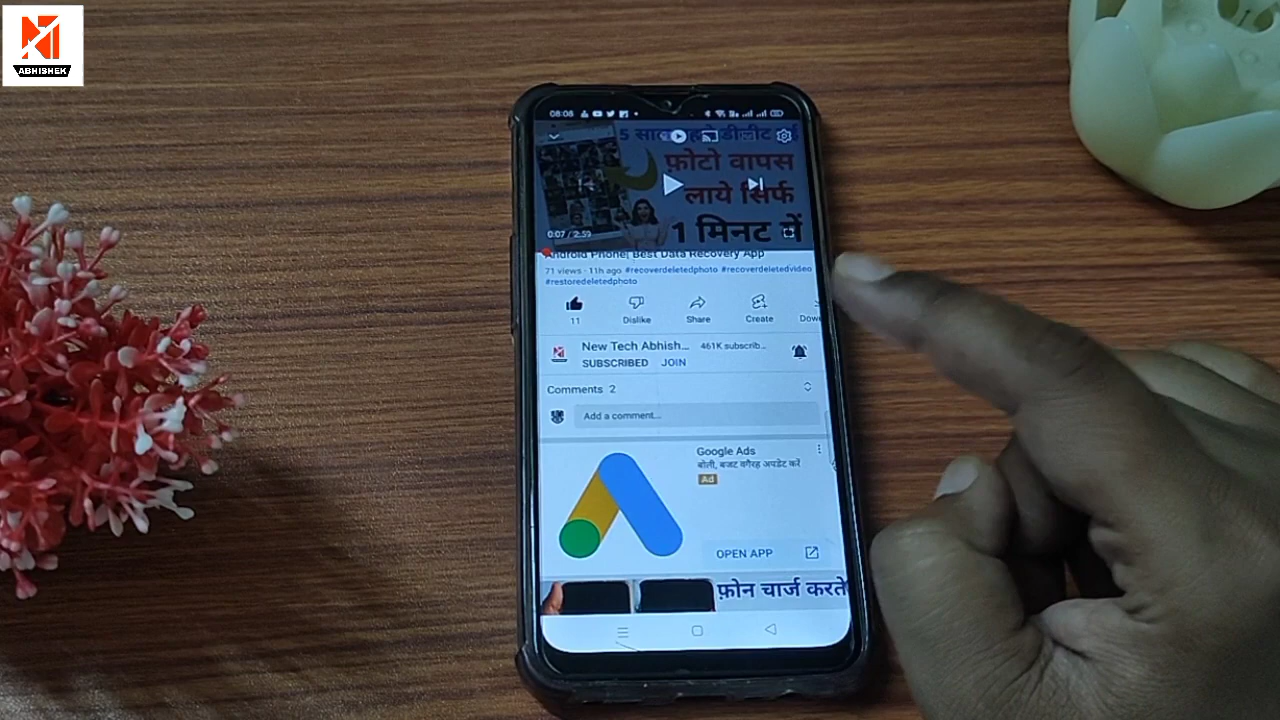 ABHISHEK
08:08
5 साल
डीलीट
फ़ोटो वापस
लाये सिर्फ
1 मिनट में
0:07 / 2:59
Android Phone| Best Data Recovery App
71 views · 11h ago #recoverdeletedphoto #recoverdeletedvideo
#restoredeletedphoto
11 Dislike Share Create
New Tech Abhish... 461K subscrib...
SUBSCRIBED JOIN
Comments 2
Add a comment...
Google Ads
बोली, बजट वगैरह अपडेट करें
Ad
OPEN APP
फ़ोन चार्ज करते